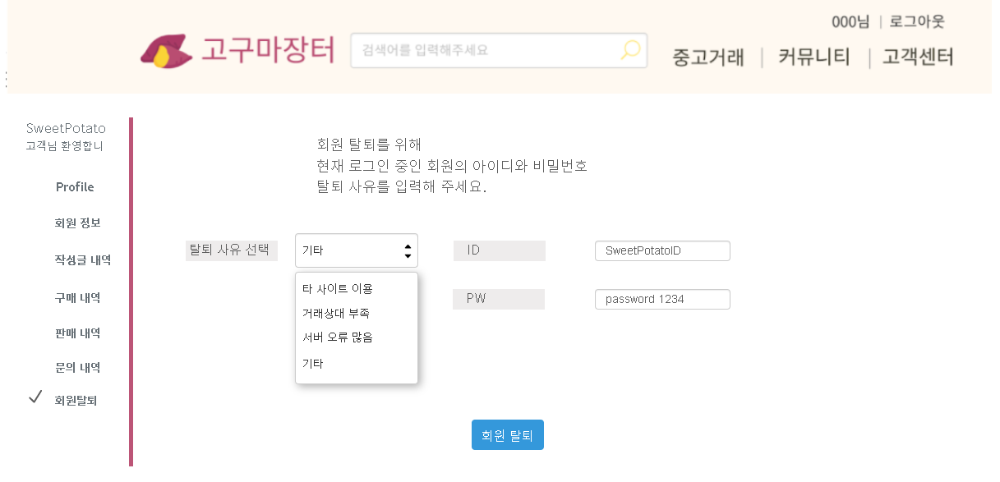 000님 | 로그아웃
고구마장터
검색어를 입력해주세요
중고거래 | 커뮤니티 | 고객센터
SweetPotato
고객님 환영합니
Profile
회원 정보
작성글 내역
구매 내역
판매 내역
문의 내역
회원탈퇴
회원 탈퇴를 위해
현재 로그인 중인 회원의 아이디와 비밀번호
탈퇴 사유를 입력해 주세요.
탈퇴 사유 선택
기타
타 사이트 이용
거래상대 부족
서버 오류 많음
기타
ID
SweetPotatoID
PW
password 1234
회원 탈퇴